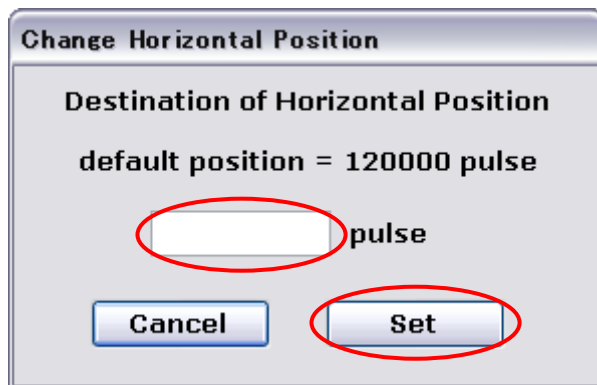 Change Horizontal Position
Destination of Horizontal Position
default position = 120000 pulse
pulse
Cancel Set